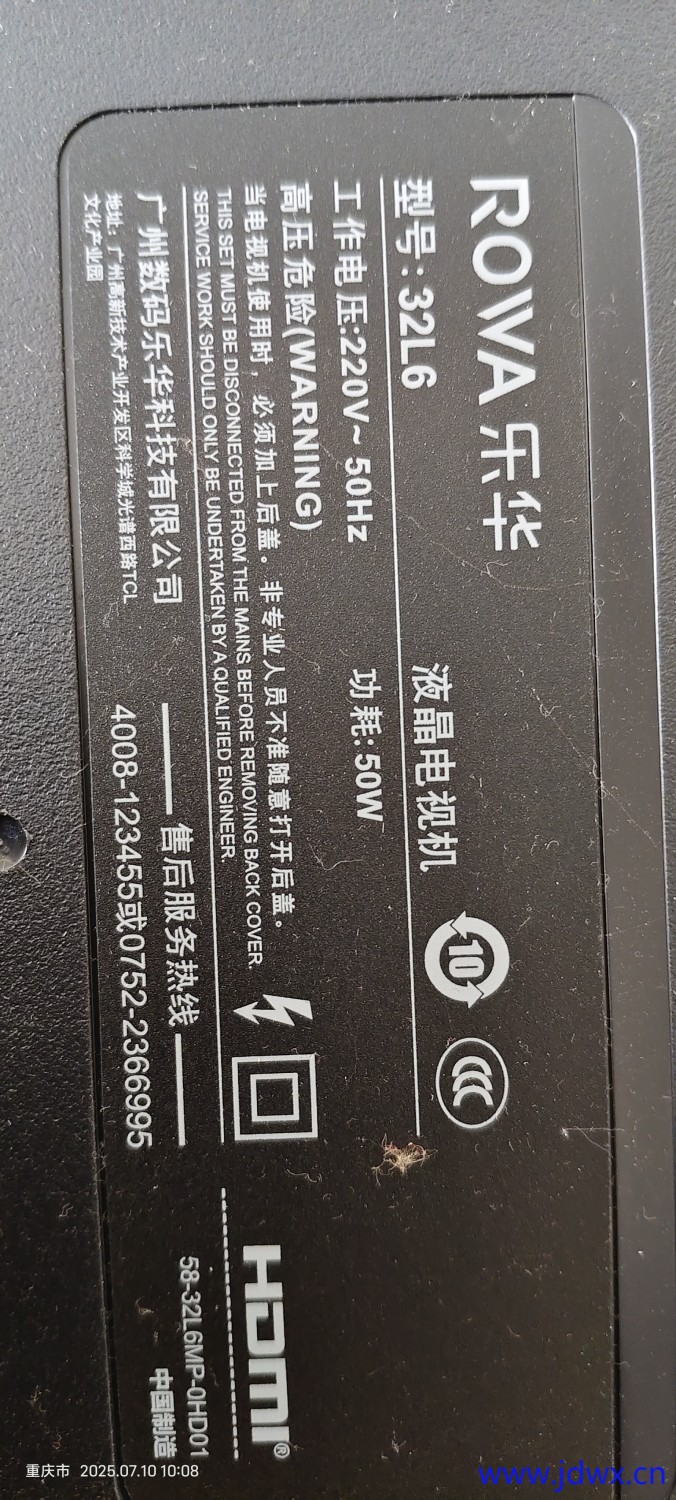 ROWA 乐华
型号:32L6 液晶电视机
10
CCC
工作电压:220V~ 50Hz 功耗:50W
高压危险(WARNING)
当电视机使用时，必须加上后盖。非专业人员不准随意打开后盖。
THIS SET MUST BE DISCONNECTED FROM THE MAINS BEFORE REMOVING BACK COVER.
SERVICE WORK SHOULD ONLY BE UNDERTAKEN BY A QUALIFIED ENGINEER.
广州数码乐华科技有限公司
地址：广州高新技术产业开发区科学城光谱西路TCL
文化产业园
售后服务热线
4008-123455或0752-2366995
HDMI®
58-32L6MP-0HD01
中国制造
重庆市 2025.07.10 10:08
www.jdwx.cn